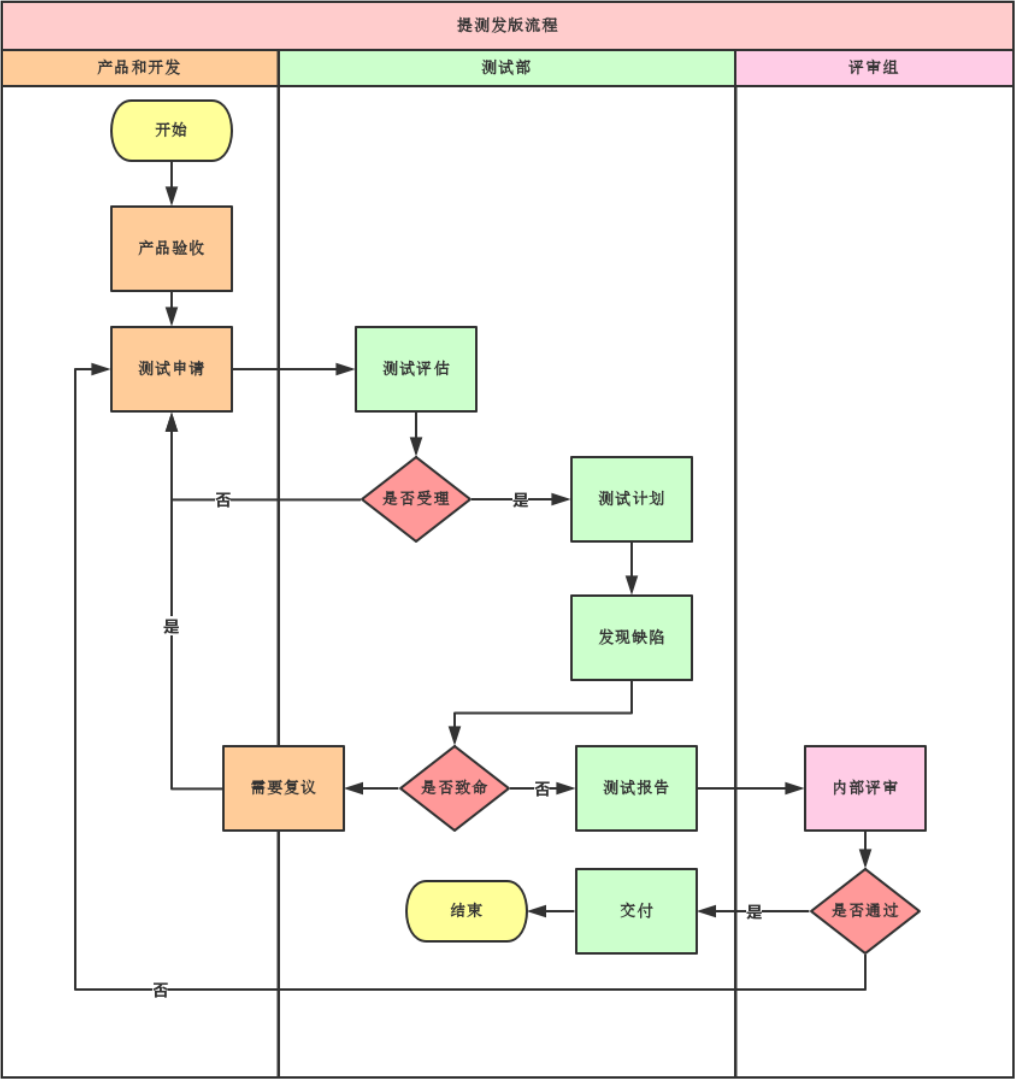 提测发版流程
产品和开发
测试部
评审组
开始
产品验收
测试申请
测试评估
是否受理
否
是
测试计划
是
发现缺陷
需要复议
是否致命
否
测试报告
内部评审
结束
交付
是
是否通过
否